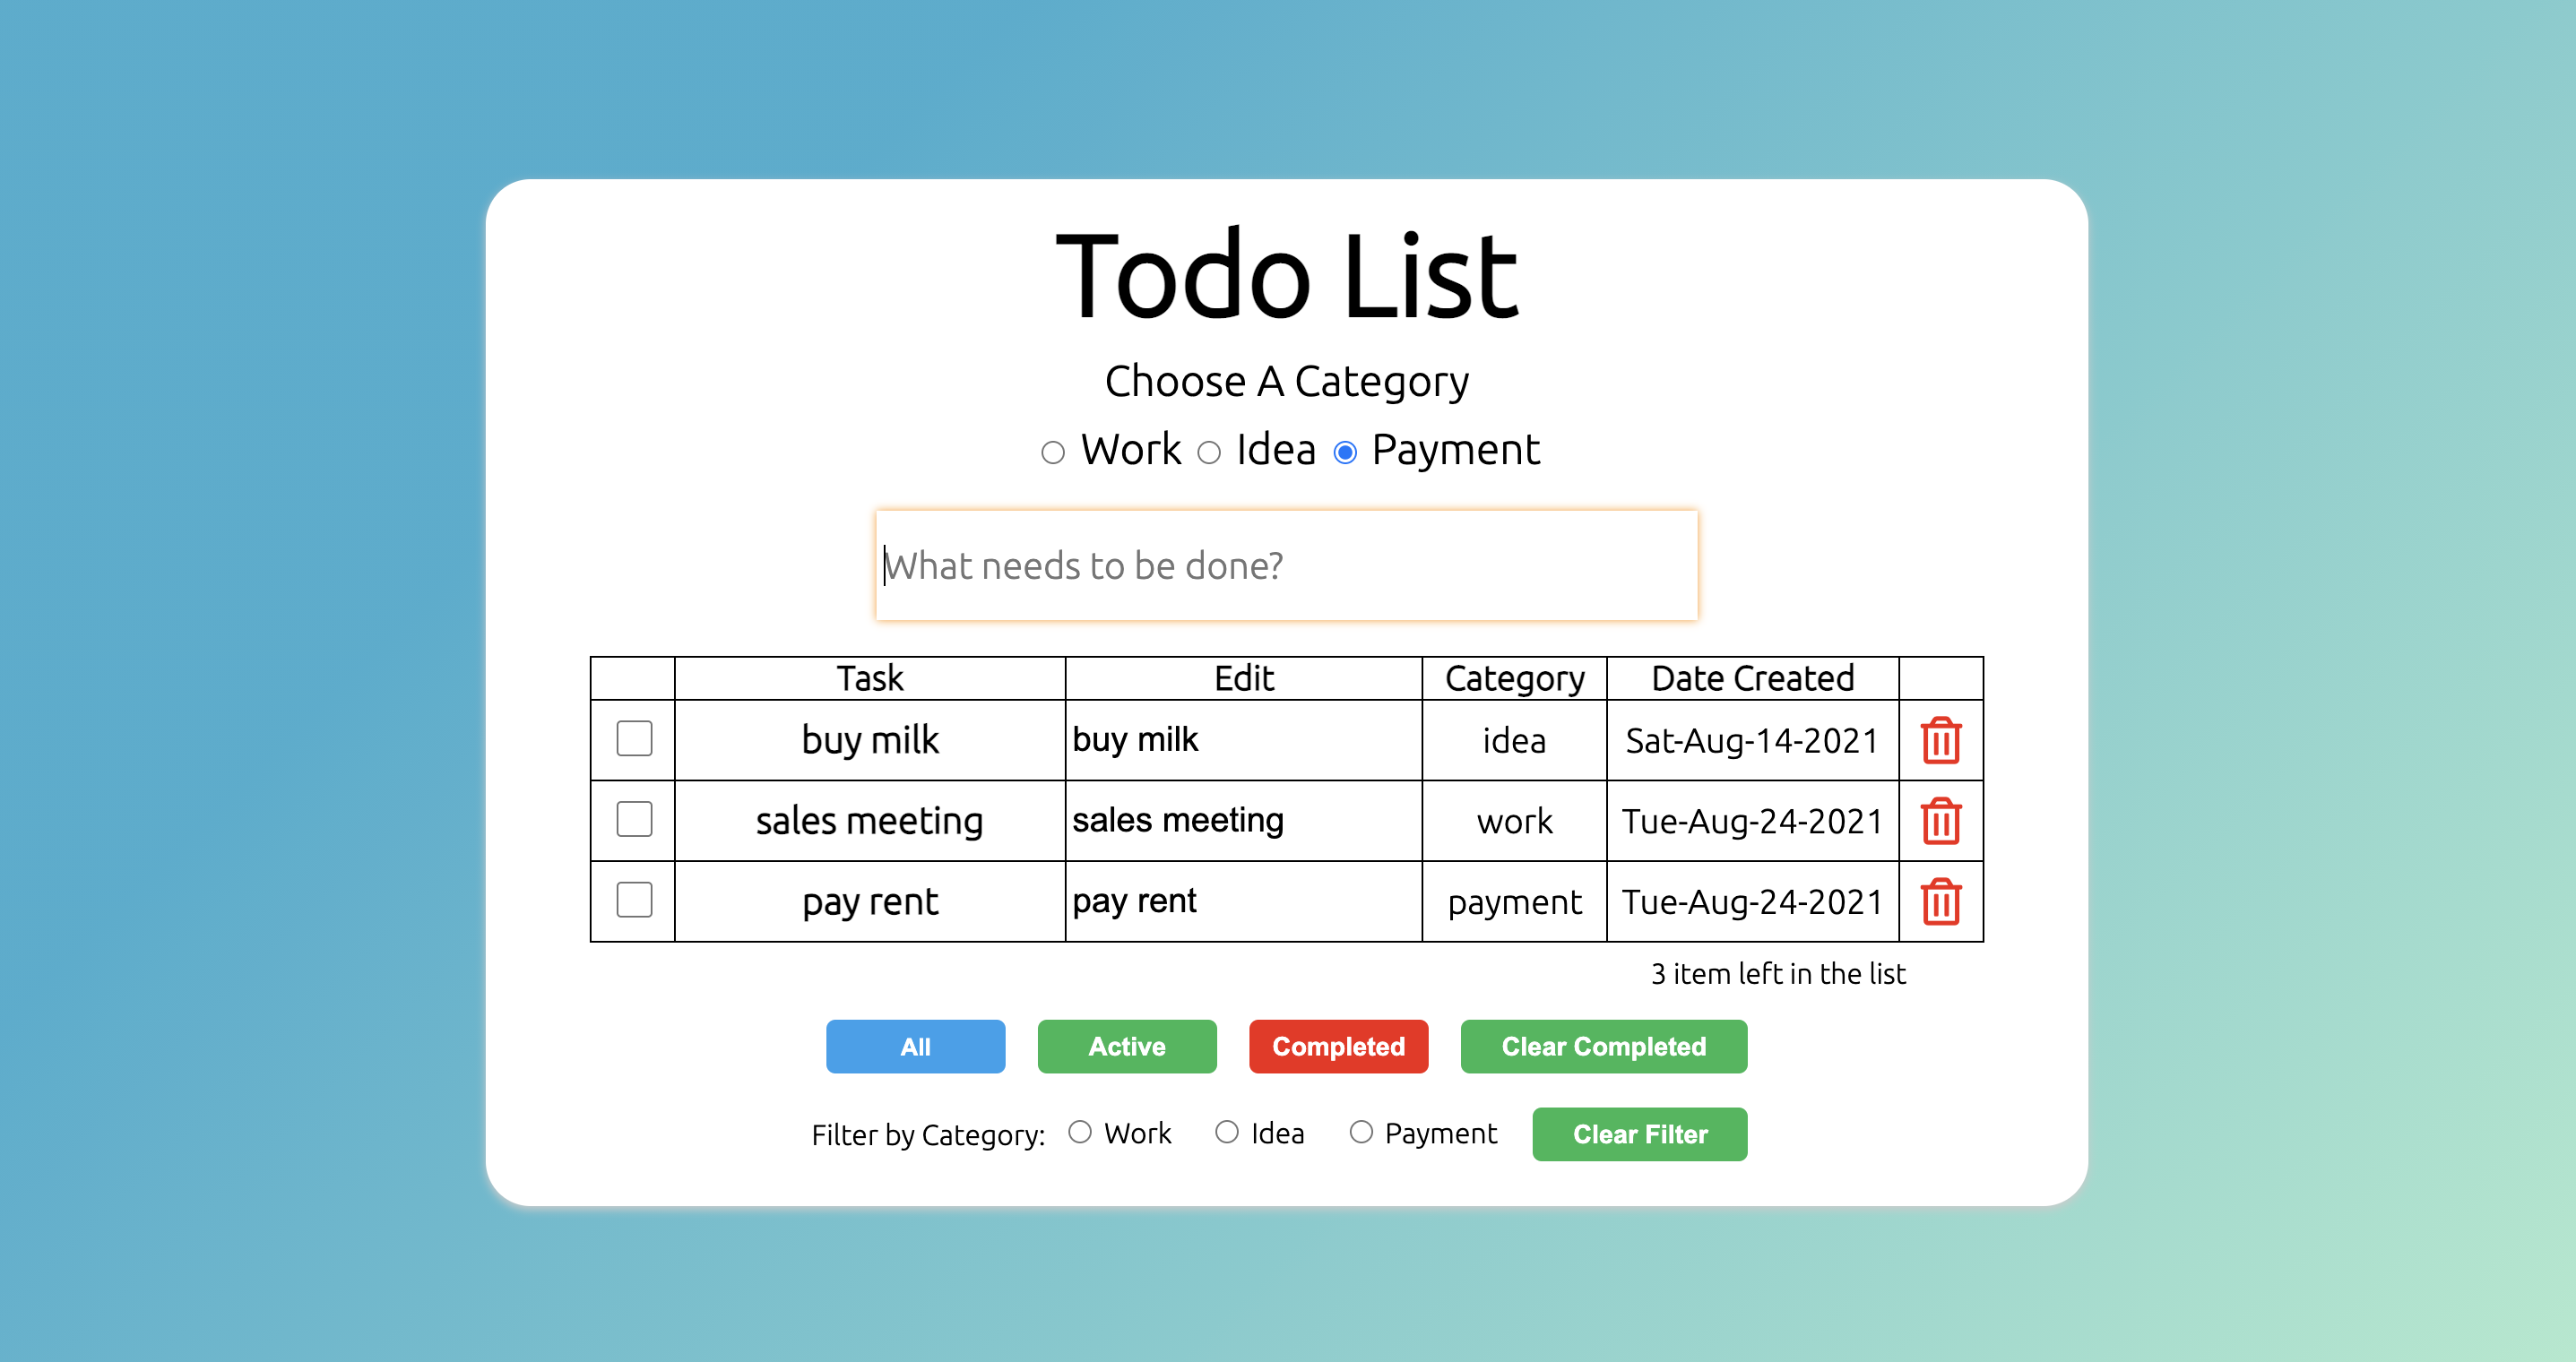 Todo List
Choose A Category
Work Idea Payment
What needs to be done?
Task Edit Category Date Created
buy milk buy milk idea Sat-Aug-14-2021
sales meeting sales meeting work Tue-Aug-24-2021
pay rent pay rent payment Tue-Aug-24-2021
3 item left in the list
All Active Completed Clear Completed
Filter by Category: Work Idea Payment Clear Filter